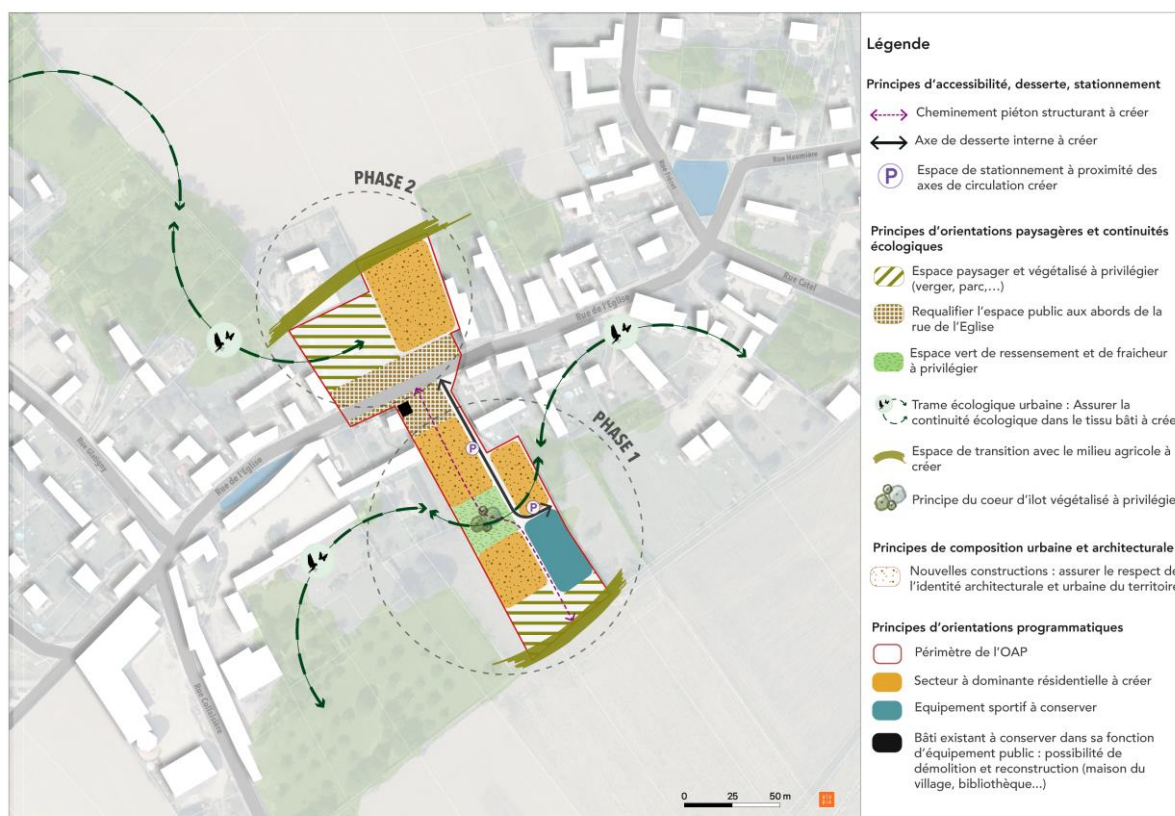 PHASE 2
PHASE 1
Rue Haumière
Rue Catel
Rue de l'Eglise
Rue de l'Eglise
P
P
0 25 50 m
Légende
Principes d'accessibilité, desserte, stationnement
Cheminement piéton structurant à créer
Axe de desserte interne à créer
P
Espace de stationnement à proximité des
axes de circulation créer
Principes d'orientations paysagères et continuités
écologiques
Espace paysager et végétalisé à privilégier
(verger, parc,...)
Requalifier l'espace public aux abords de la
rue de l'Eglise
Espace vert de ressensement et de fraicheur
à privilégier
Trame écologique urbaine : Assurer la
continuité écologique dans le tissu bâti à crée
Espace de transition avec le milieu agricole à
créer
Principe du coeur d'ilot végétalisé à privilégie
Principes de composition urbaine et architecturale
Nouvelles constructions : assurer le respect de
l'identité architecturale et urbaine du territoire
Principes d'orientations programmatiques
Périmètre de l'OAP
Secteur à dominante résidentielle à créer
Equipement sportif à conserver
Bâti existant à conserver dans sa fonction
d'équipement public : possibilité de
démolition et reconstruction (maison du
village, bibliothèque...)